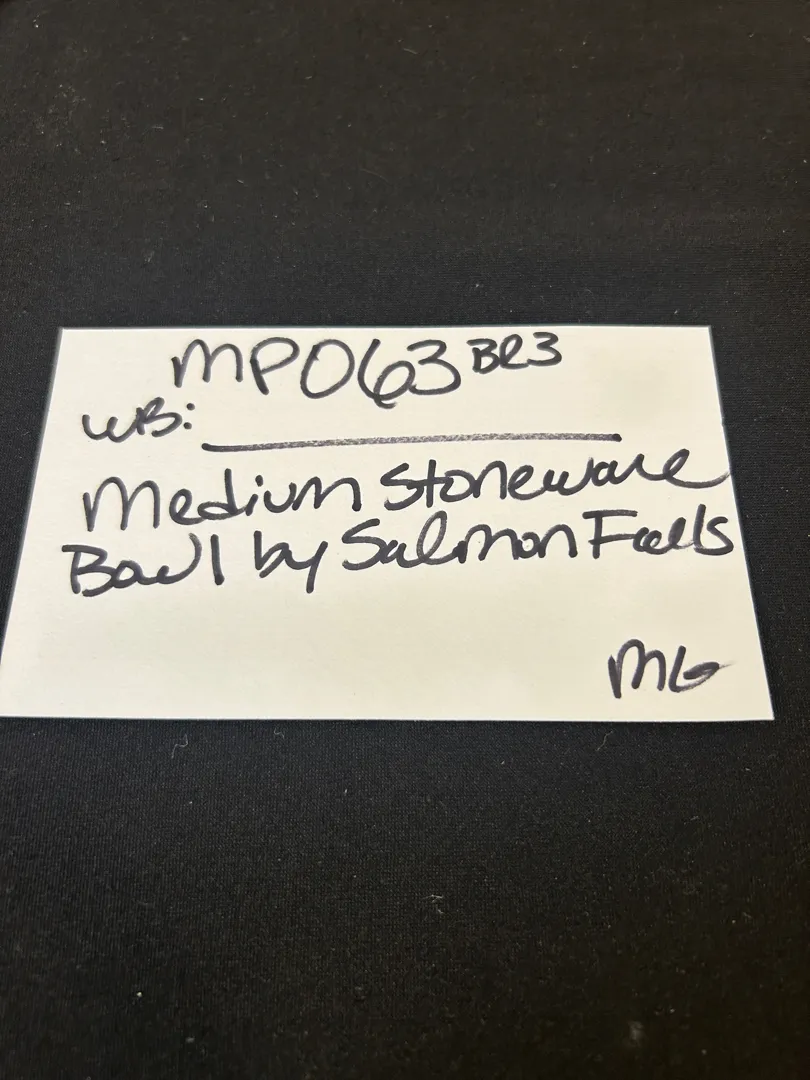 MP063 BR3
WB:
Medium Stoneware
Bowl by Salmon Falls
MG